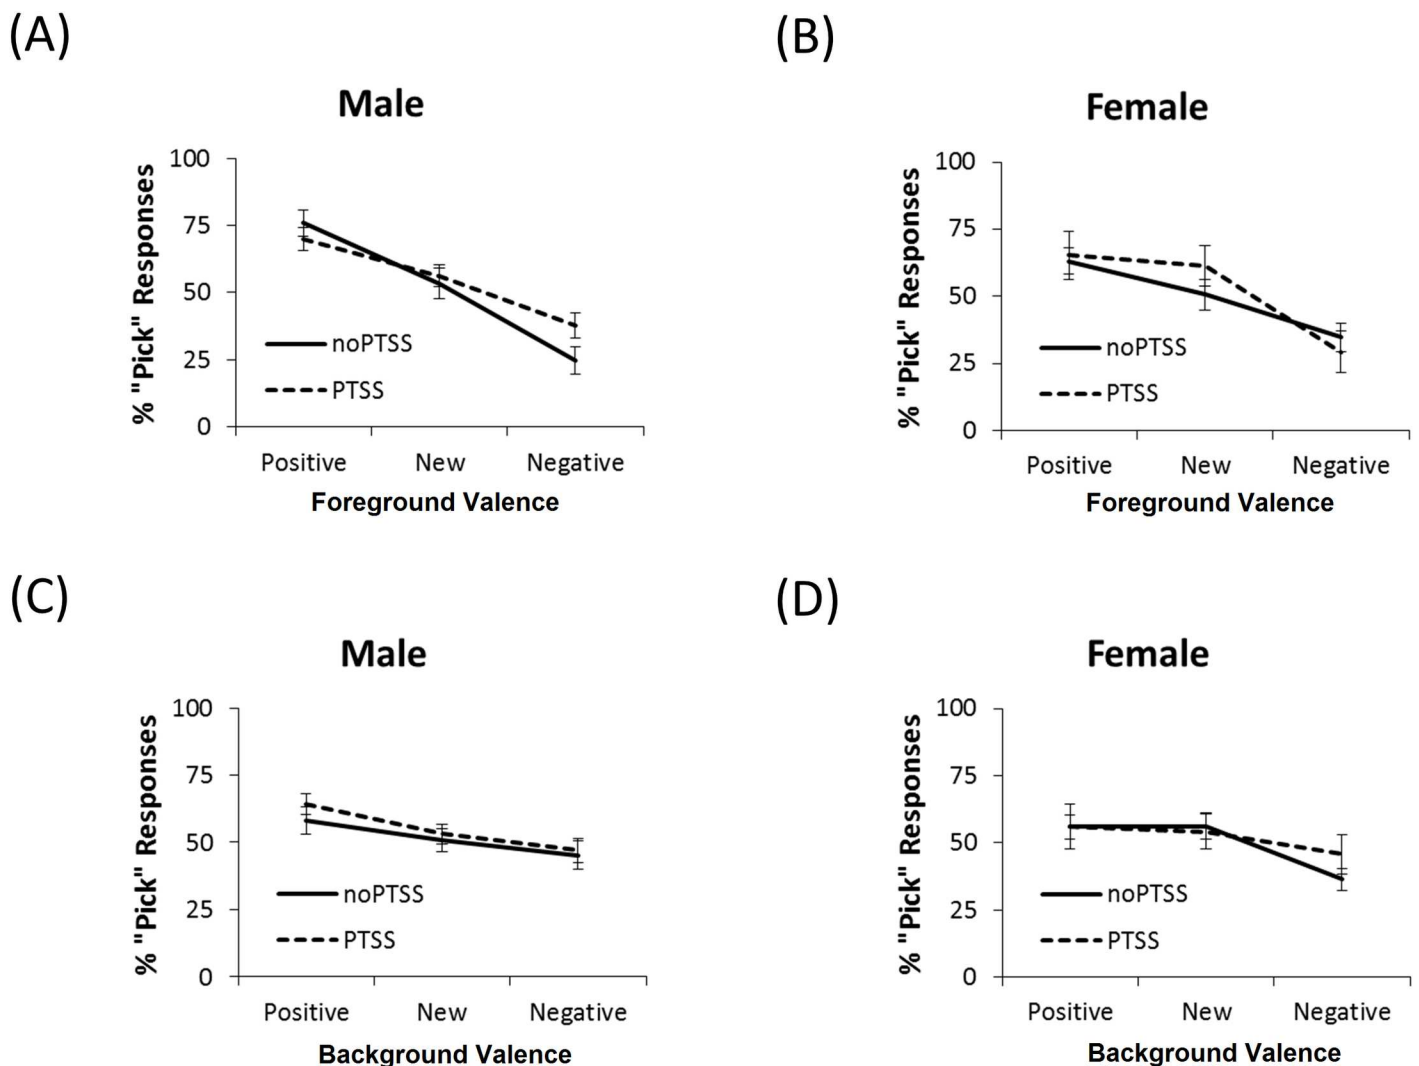 (A)
Male
% "Pick" Responses
100
75
50
25
0
noPTSS
PTSS
Positive New Negative
Foreground Valence
(B)
Female
% "Pick" Responses
100
75
50
25
0
noPTSS
PTSS
Positive New Negative
Foreground Valence
(C)
Male
% "Pick" Responses
100
75
50
25
0
noPTSS
PTSS
Positive New Negative
Background Valence
(D)
Female
% "Pick" Responses
100
75
50
25
0
noPTSS
PTSS
Positive New Negative
Background Valence